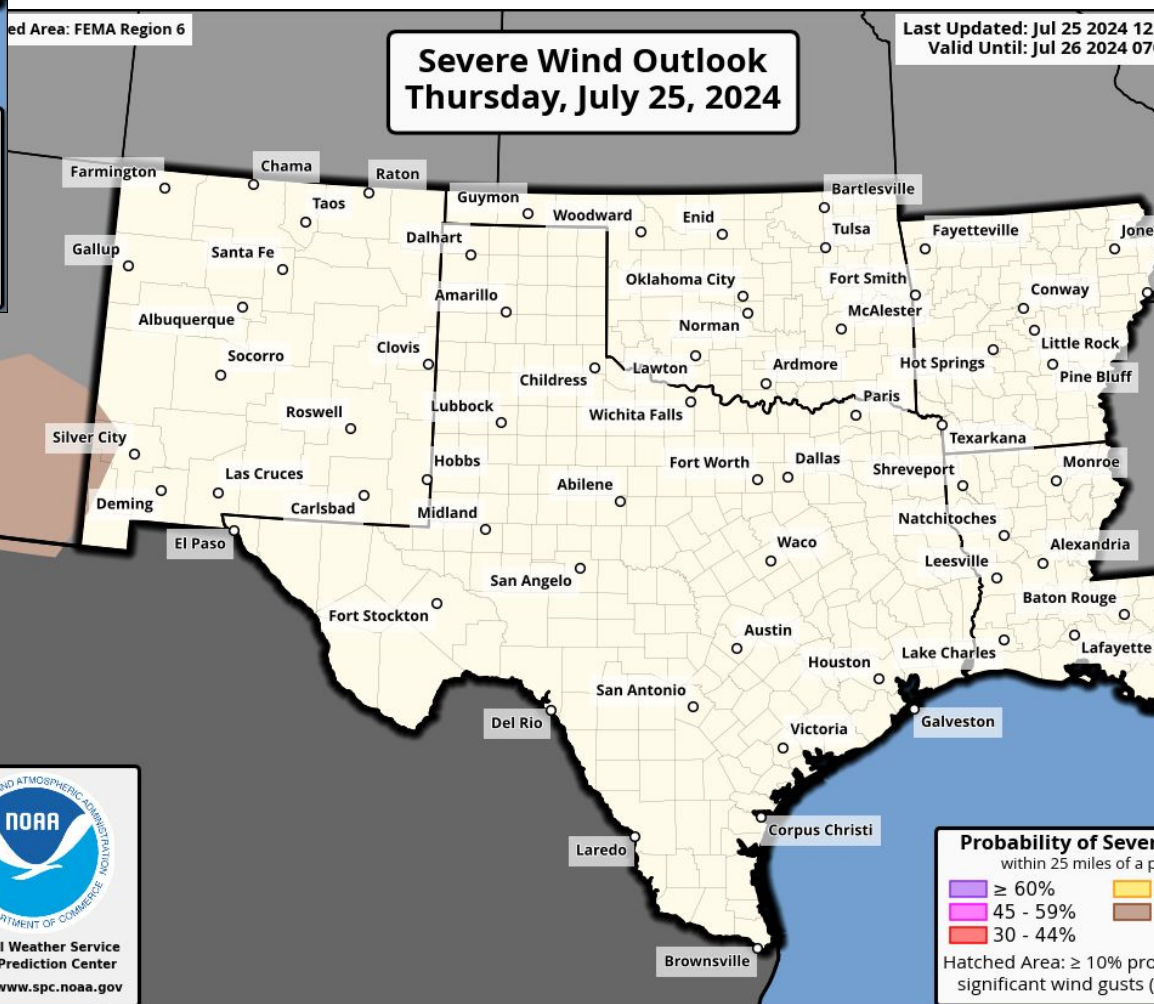 ed Area: FEMA Region 6
Severe Wind Outlook
Thursday, July 25, 2024
Last Updated: Jul 25 2024 12
Valid Until: Jul 26 2024 07
Farmington
Chama
Raton
Taos
Guymon
Woodward
Enid
Bartlesville
Tulsa
Fayetteville
Jone
Gallup
Santa Fe
Dalhart
Oklahoma City
Fort Smith
Conway
Albuquerque
Amarillo
Norman
McAlester
Little Rock
Socorro
Clovis
Childress
Lawton
Ardmore
Hot Springs
Pine Bluff
Roswell
Lubbock
Wichita Falls
Paris
Texarkana
Silver City
Las Cruces
Hobbs
Fort Worth
Dallas
Shreveport
Monroe
Deming
Carlsbad
Midland
Abilene
Natchitoches
El Paso
San Angelo
Waco
Leesville
Alexandria
Fort Stockton
Austin
Baton Rouge
Houston
Lake Charles
Lafayette
Del Rio
San Antonio
Victoria
Galveston
Laredo
Corpus Christi
Brownsville
ND ATMOSPHERIC ADMINISTRATION
NOAA
RTMENT OF COMMERCE
l Weather Service
Prediction Center
www.spc.noaa.gov
Probability of Sever
within 25 miles of a p
≥ 60%
45 - 59%
30 - 44%
Hatched Area: ≥ 10% pro
significant wind gusts (